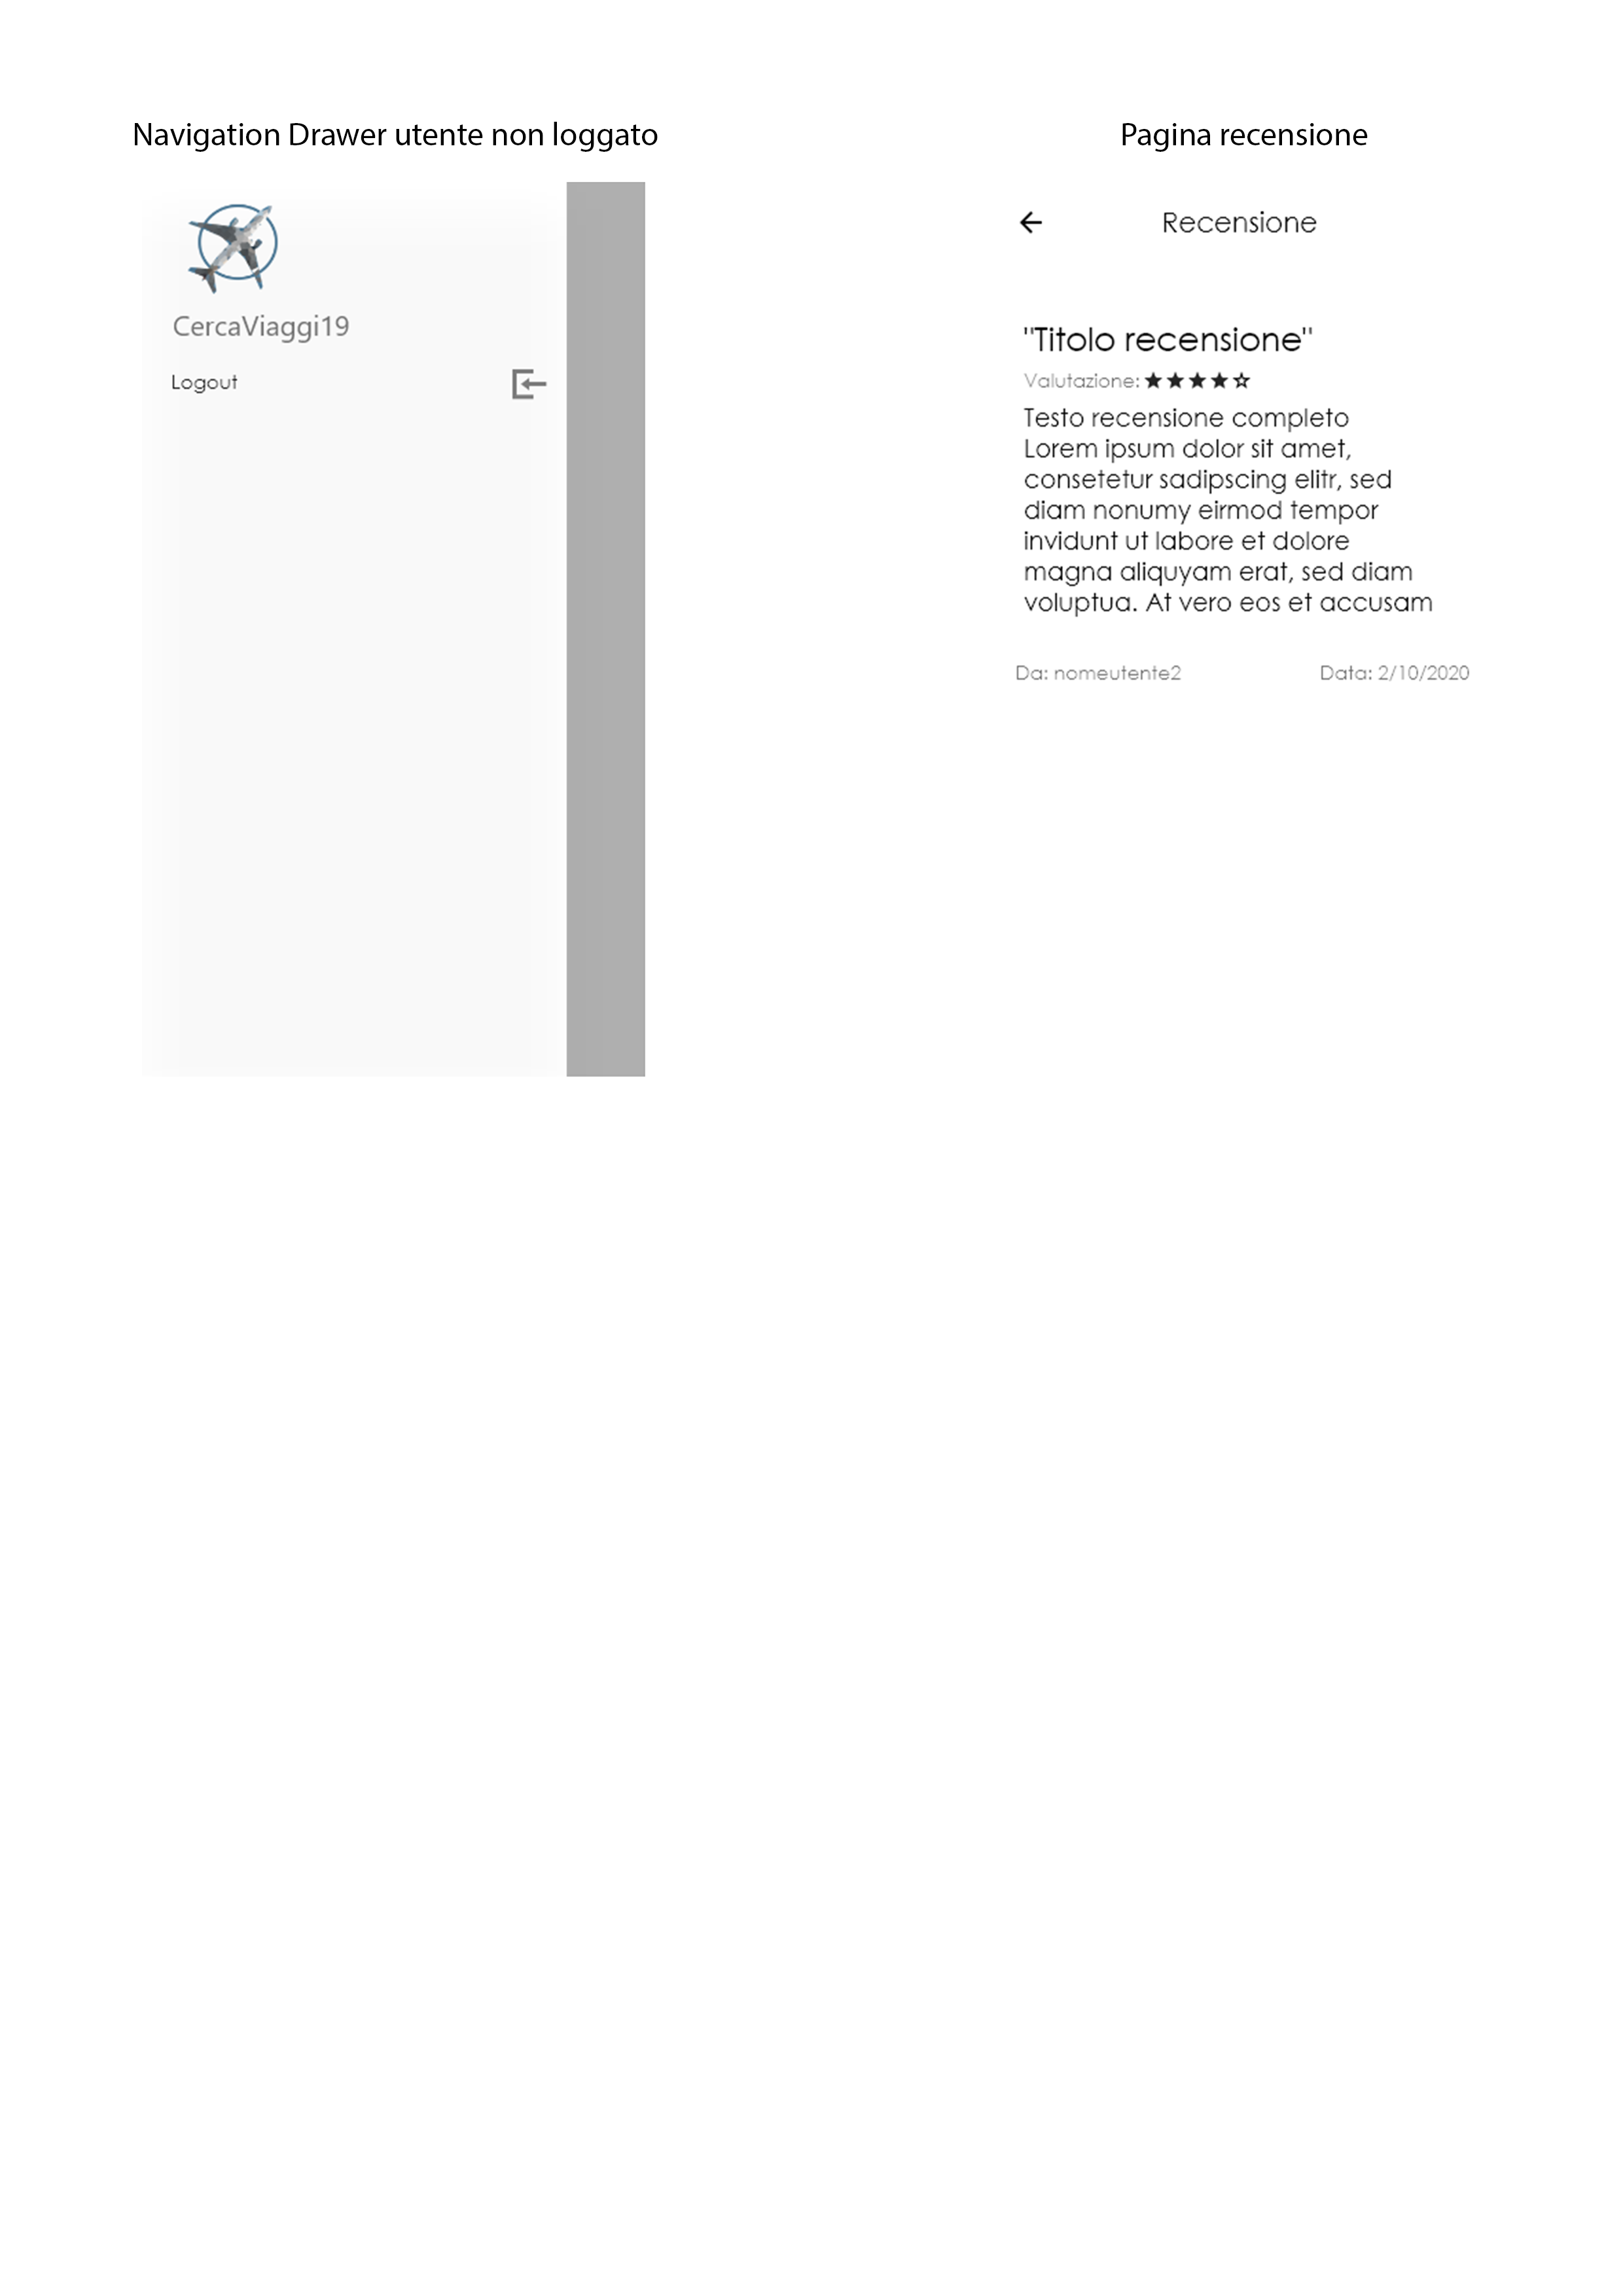 Navigation Drawer utente non loggato
CercaViaggi19
Logout
Pagina recensione
Recensione
"Titolo recensione"
Valutazione: ★★★★☆
Testo recensione completo
Lorem ipsum dolor sit amet,
consetetur sadipscing elitr, sed
diam nonumy eirmod tempor
invidunt ut labore et dolore
magna aliquyam erat, sed diam
voluptua. At vero eos et accusam
Da: nomeutente2
Data: 2/10/2020